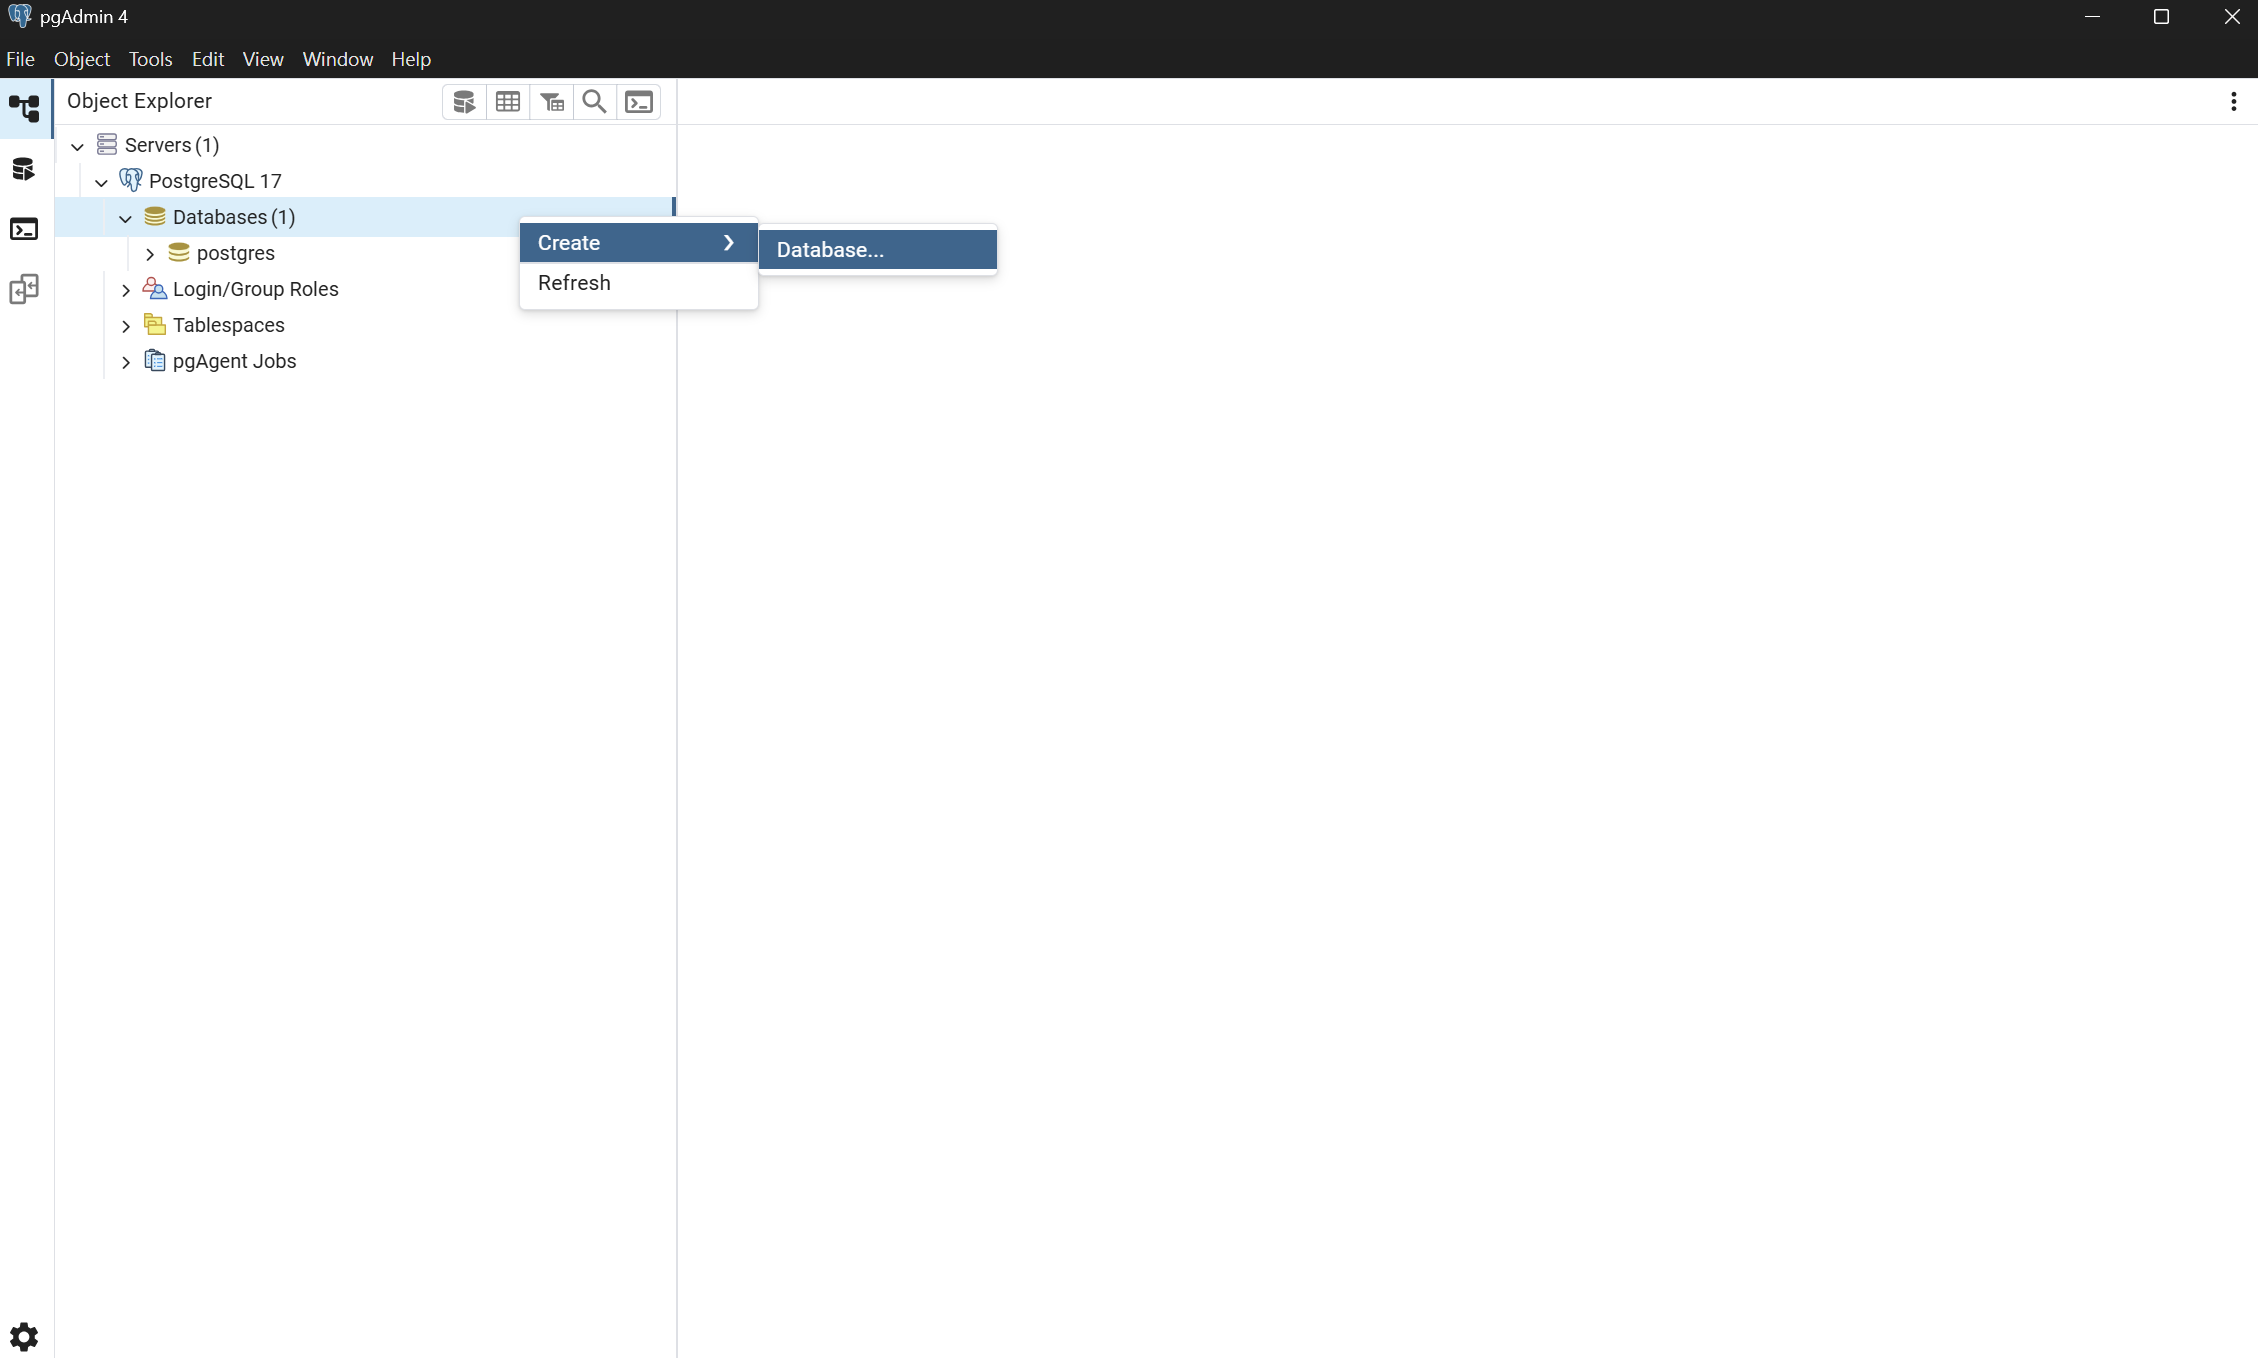 pgAdmin 4
File Object Tools Edit View Window Help
Object Explorer
Servers (1)
PostgreSQL 17
Databases (1)
postgres
Login/Group Roles
Tablespaces
pgAgent Jobs
Create
Refresh
Database...